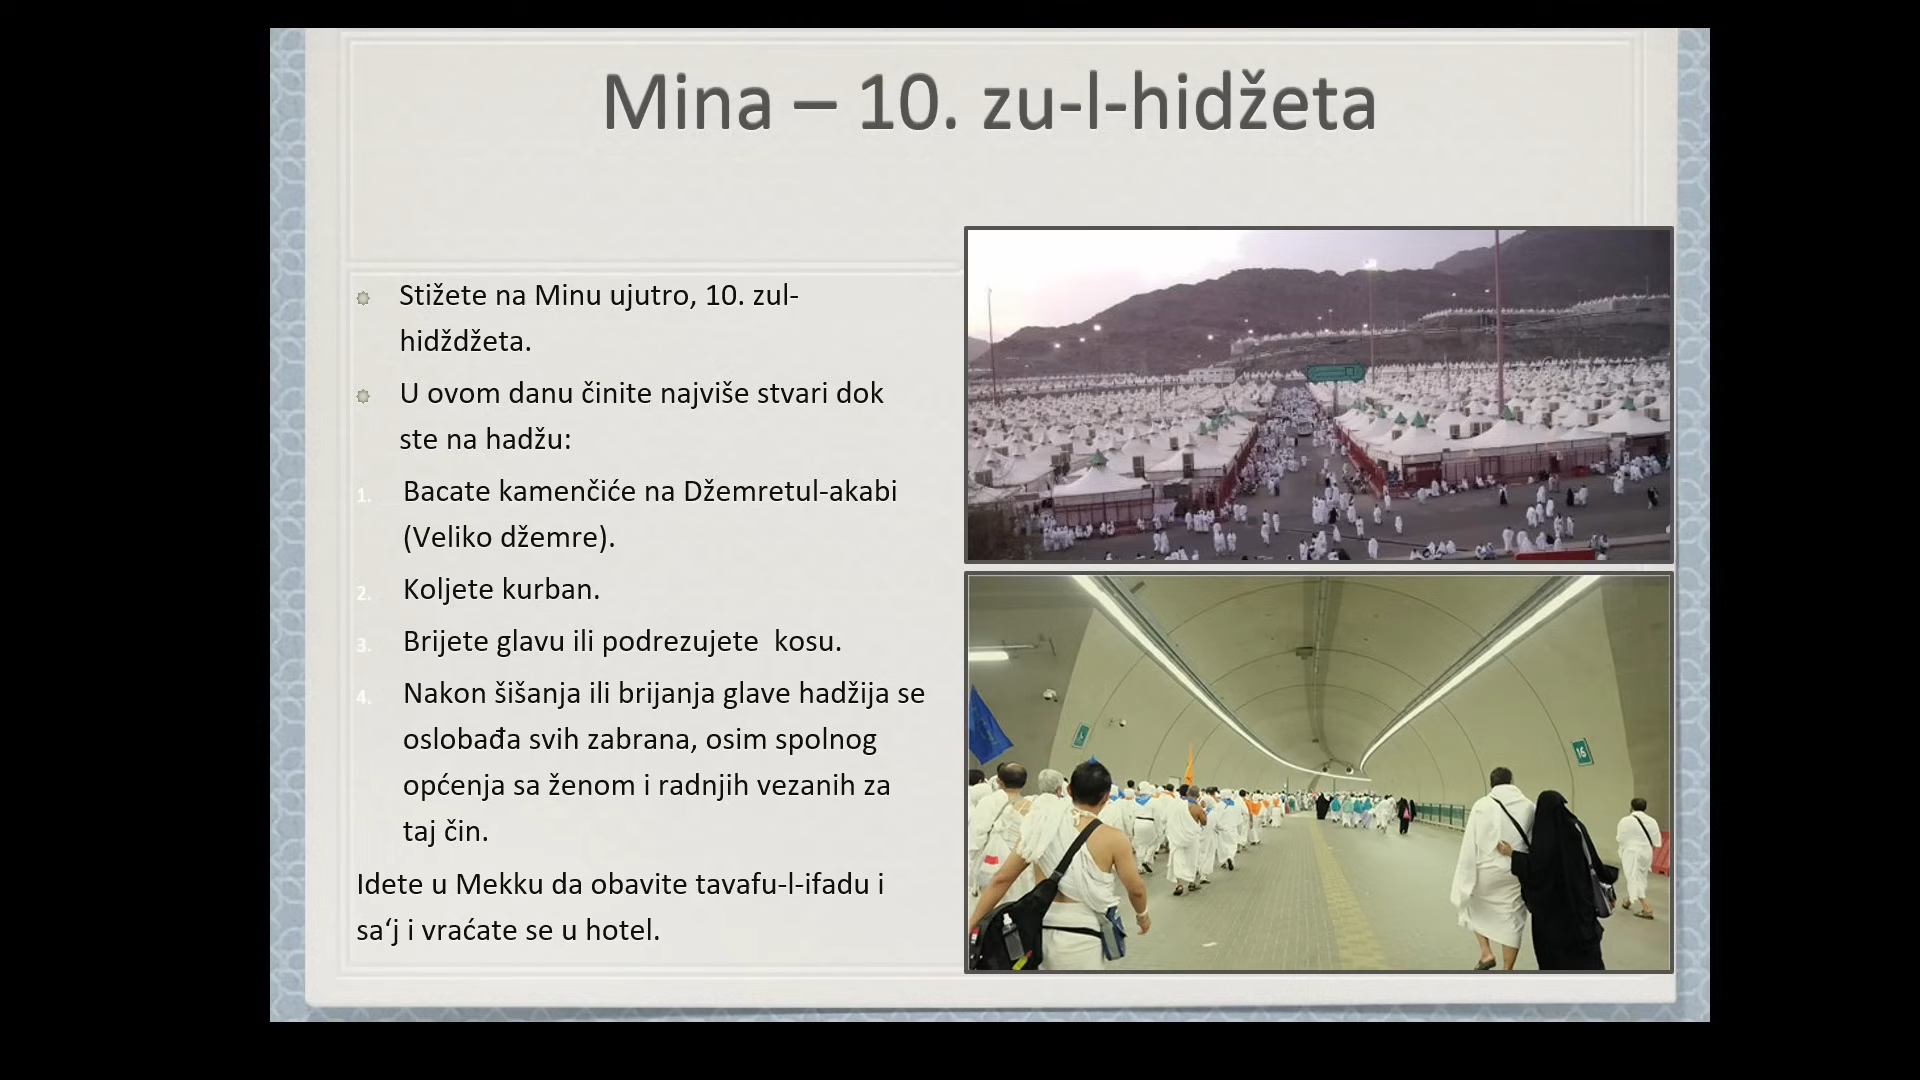 Mina – 10. zu-l-hidžeta
Stižete na Minu ujutro, 10. zul-
hidždžeta.
U ovom danu činite najviše stvari dok
ste na hadžu:
1. Bacate kamenčiće na Džemretul-akabi
(Veliko džemre).
2. Koljete kurban.
3. Brijete glavu ili podrezujete  kosu.
4. Nakon šišanja ili brijanja glave hadžija se
oslobađa svih zabrana, osim spolnog
općenja sa ženom i radnjih vezanih za
taj čin.
Idete u Mekku da obavite tavafu-l-ifadu i
sa‘j i vraćate se u hotel.